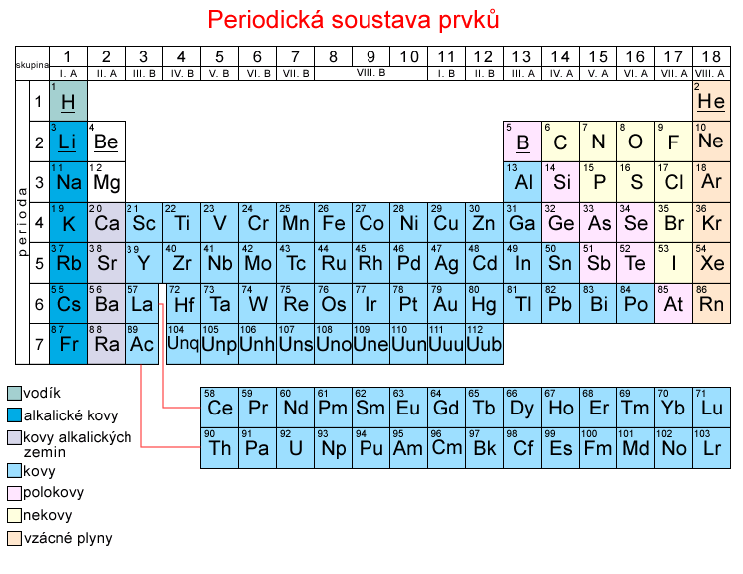 Periodická soustava prvků
skupina 1 2 3 4 5 6 7 8 9 10 11 12 13 14 15 16 17 18
I. A II. A III. B IV. B V. B VI. B VII. B VIII. B I. B II. B III. A IV. A V. A VI. A VII. A VIII. A
perioda
1 1 H 2 He
2 3 Li 4 Be 5 B 6 C 7 N 8 O 9 F 10 Ne
3 11 Na 12 Mg 13 Al 14 Si 15 P 16 S 17 Cl 18 Ar
4 19 K 20 Ca 21 Sc 22 Ti 23 V 24 Cr 25 Mn 26 Fe 27 Co 28 Ni 29 Cu 30 Zn 31 Ga 32 Ge 33 As 34 Se 35 Br 36 Kr
5 37 Rb 38 Sr 39 Y 40 Zr 41 Nb 42 Mo 43 Tc 44 Ru 45 Rh 46 Pd 47 Ag 48 Cd 49 In 50 Sn 51 Sb 52 Te 53 I 54 Xe
6 55 Cs 56 Ba 57 La 72 Hf 73 Ta 74 W 75 Re 76 Os 77 Ir 78 Pt 79 Au 80 Hg 81 Tl 82 Pb 83 Bi 84 Po 85 At 86 Rn
7 87 Fr 88 Ra 89 Ac 104 Unq 105 Unp 106 Unh 107 Uns 108 Uno 109 Une 110 Uun 111 Uuu 112 Uub
58 Ce 59 Pr 60 Nd 61 Pm 62 Sm 63 Eu 64 Gd 65 Tb 66 Dy 67 Ho 68 Er 69 Tm 70 Yb 71 Lu
90 Th 91 Pa 92 U 93 Np 94 Pu 95 Am 96 Cm 97 Bk 98 Cf 99 Es 100 Fm 101 Md 102 No 103 Lr
vodík
alkalické kovy
kovy alkalických
zemin
kovy
polokovy
nekovy
vzácné plyny